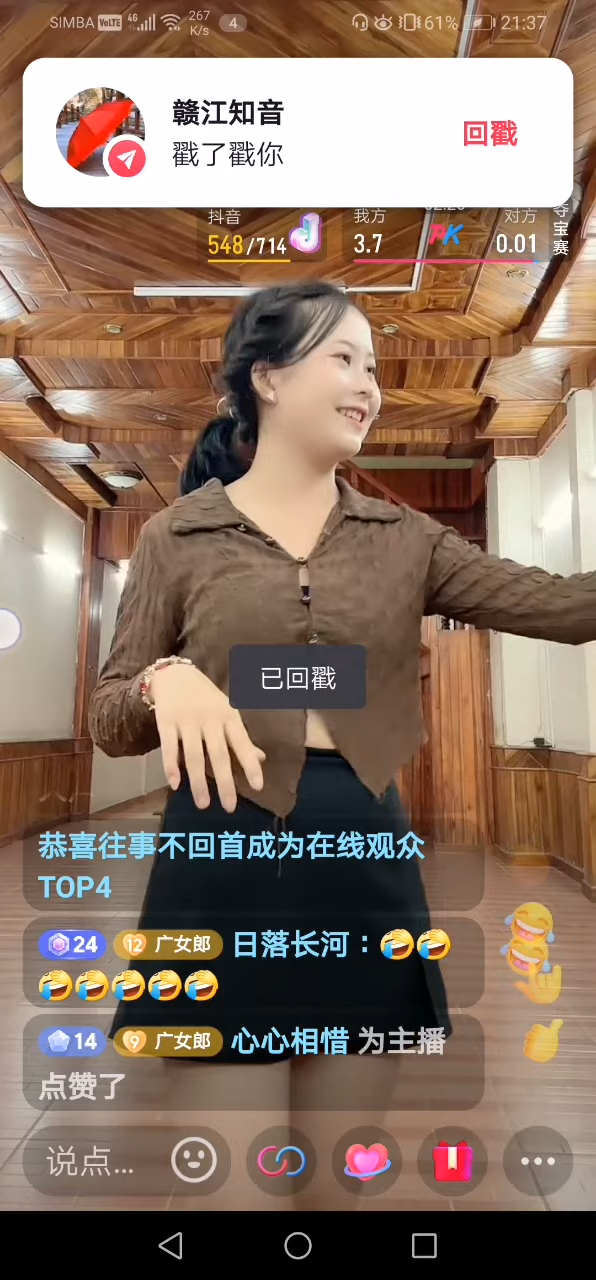 SIMBA VoLTE 4G 267 K/s 4 61% 21:37
赣江知音
戳了戳你
回戳
抖音 我方 对方
548/714 3.7 PK 0.01
夺宝赛
已回戳
恭喜往事不回首成为在线观众
TOP4
24 12 广女郎 日落长河：
14 9 广女郎 心心相惜 为主播
点赞了
说点...